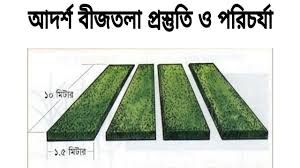 আদর্শ বীজতলা প্রস্তুতি ও পরিচর্যা
১০ মিটার
১.৫ মিটার